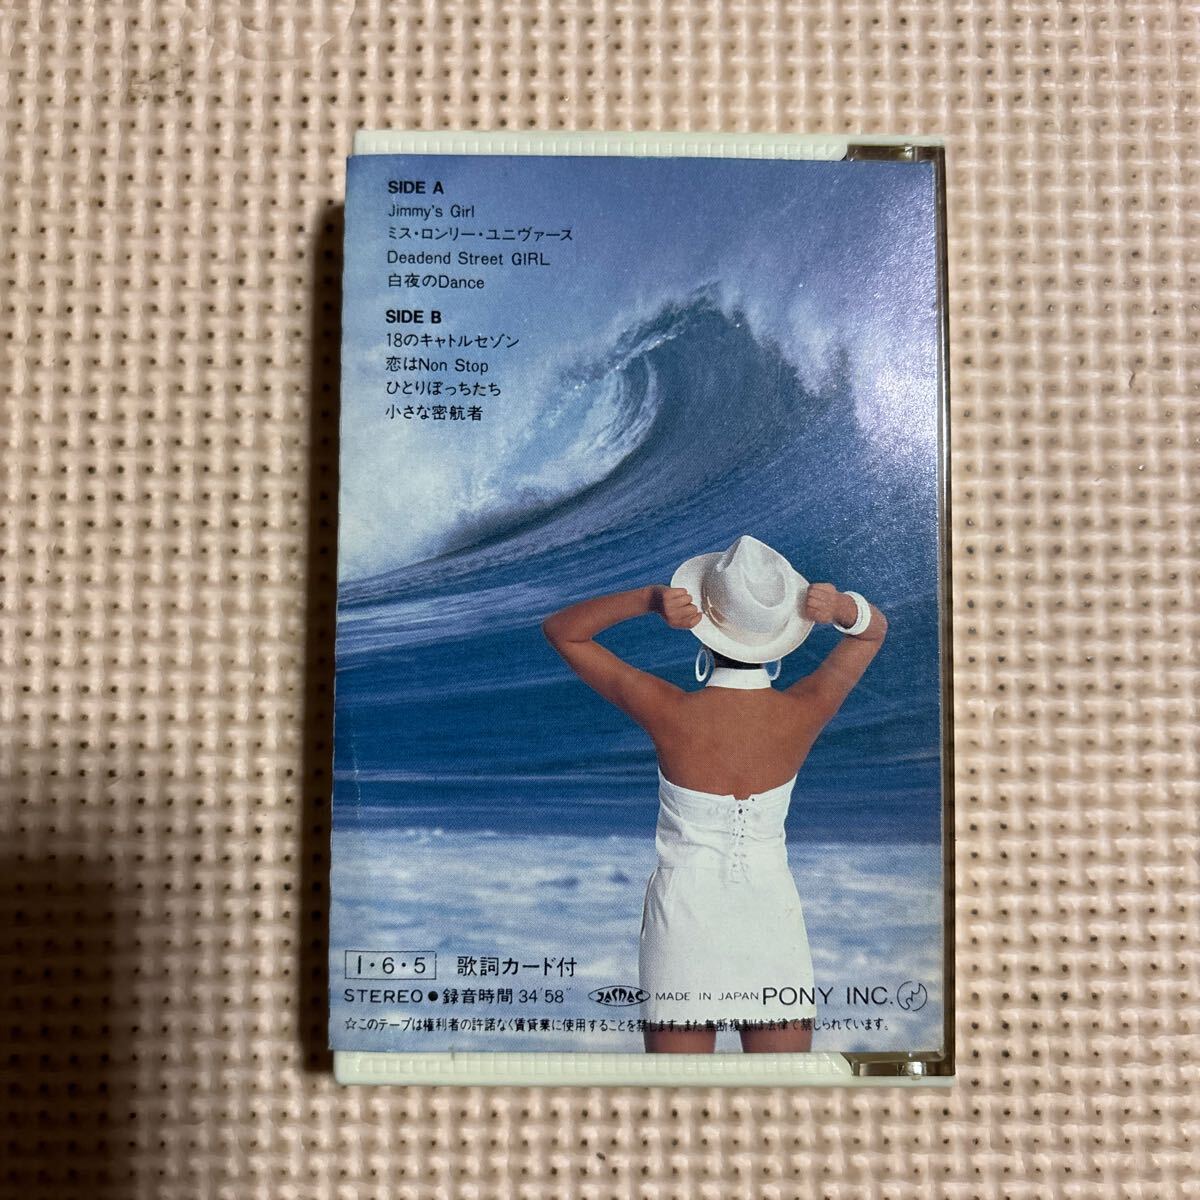 SIDE A
Jimmy's Girl
ミス・ロンリー・ユニヴァース
Deadend Street GIRL
白夜のDance
SIDE B
18のキャトルセゾン
恋はNon Stop
ひとりぼっちたち
小さな密航者
1・6・5 歌詞カード付
STEREO●録音時間34′58″ JASRAC MADE IN JAPAN PONY INC.
☆このテープは権利者の許諾なく賃貸業に使用することを禁じます。また無断複製は法律で禁じられています。